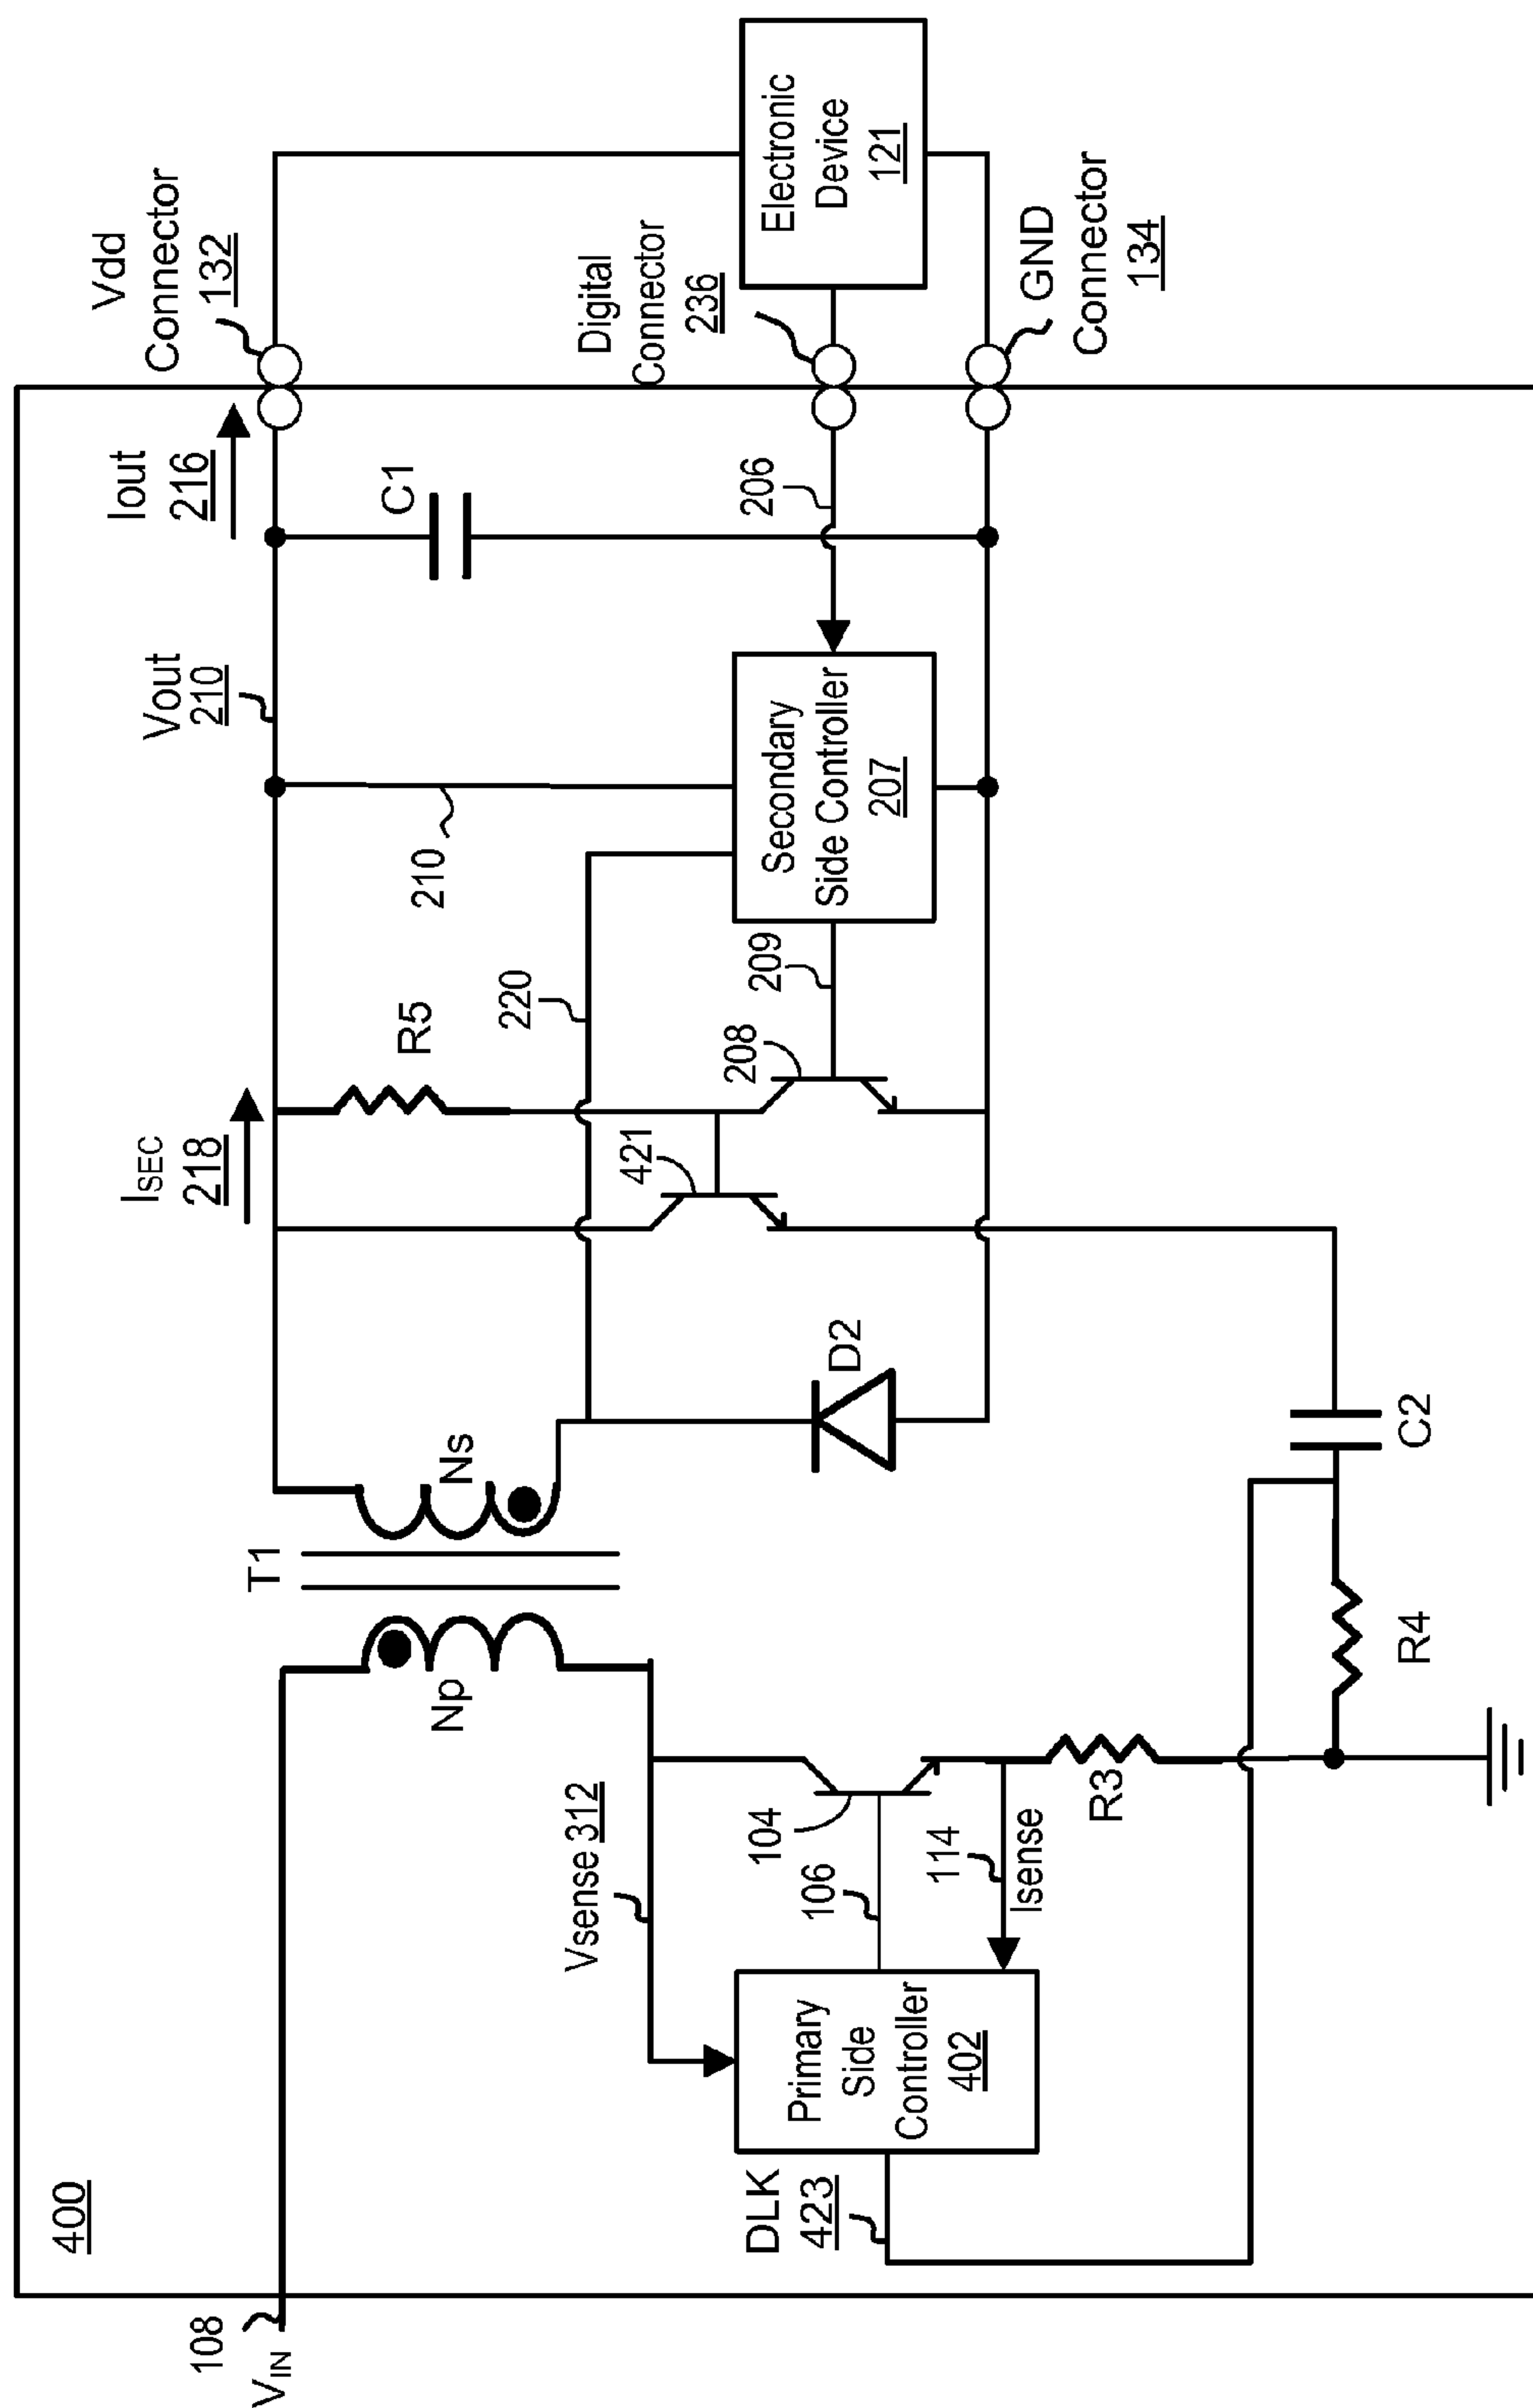 400
108
VIN
T1
Np
Ns
ISEC
218
R5
Vout
210
Iout
216
Vdd
Connector
132
C1
210
220
Digital
Connector
236
206
Electronic
Device
121
Secondary
Side Controller
207
209
208
421
D2
GND
Connector
134
Vsense 312
104
106
114
Isense
R3
Primary
Side
Controller
402
DLK
423
R4
C2